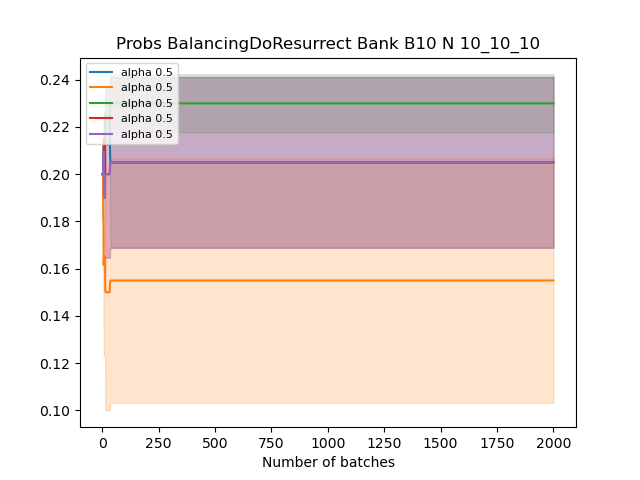 Probs BalancingDoResurrect Bank B10 N 10_10_10
alpha 0.5
alpha 0.5
alpha 0.5
alpha 0.5
alpha 0.5
0.24
0.22
0.20
0.18
0.16
0.14
0.12
0.10
0 250 500 750 1000 1250 1500 1750 2000
Number of batches